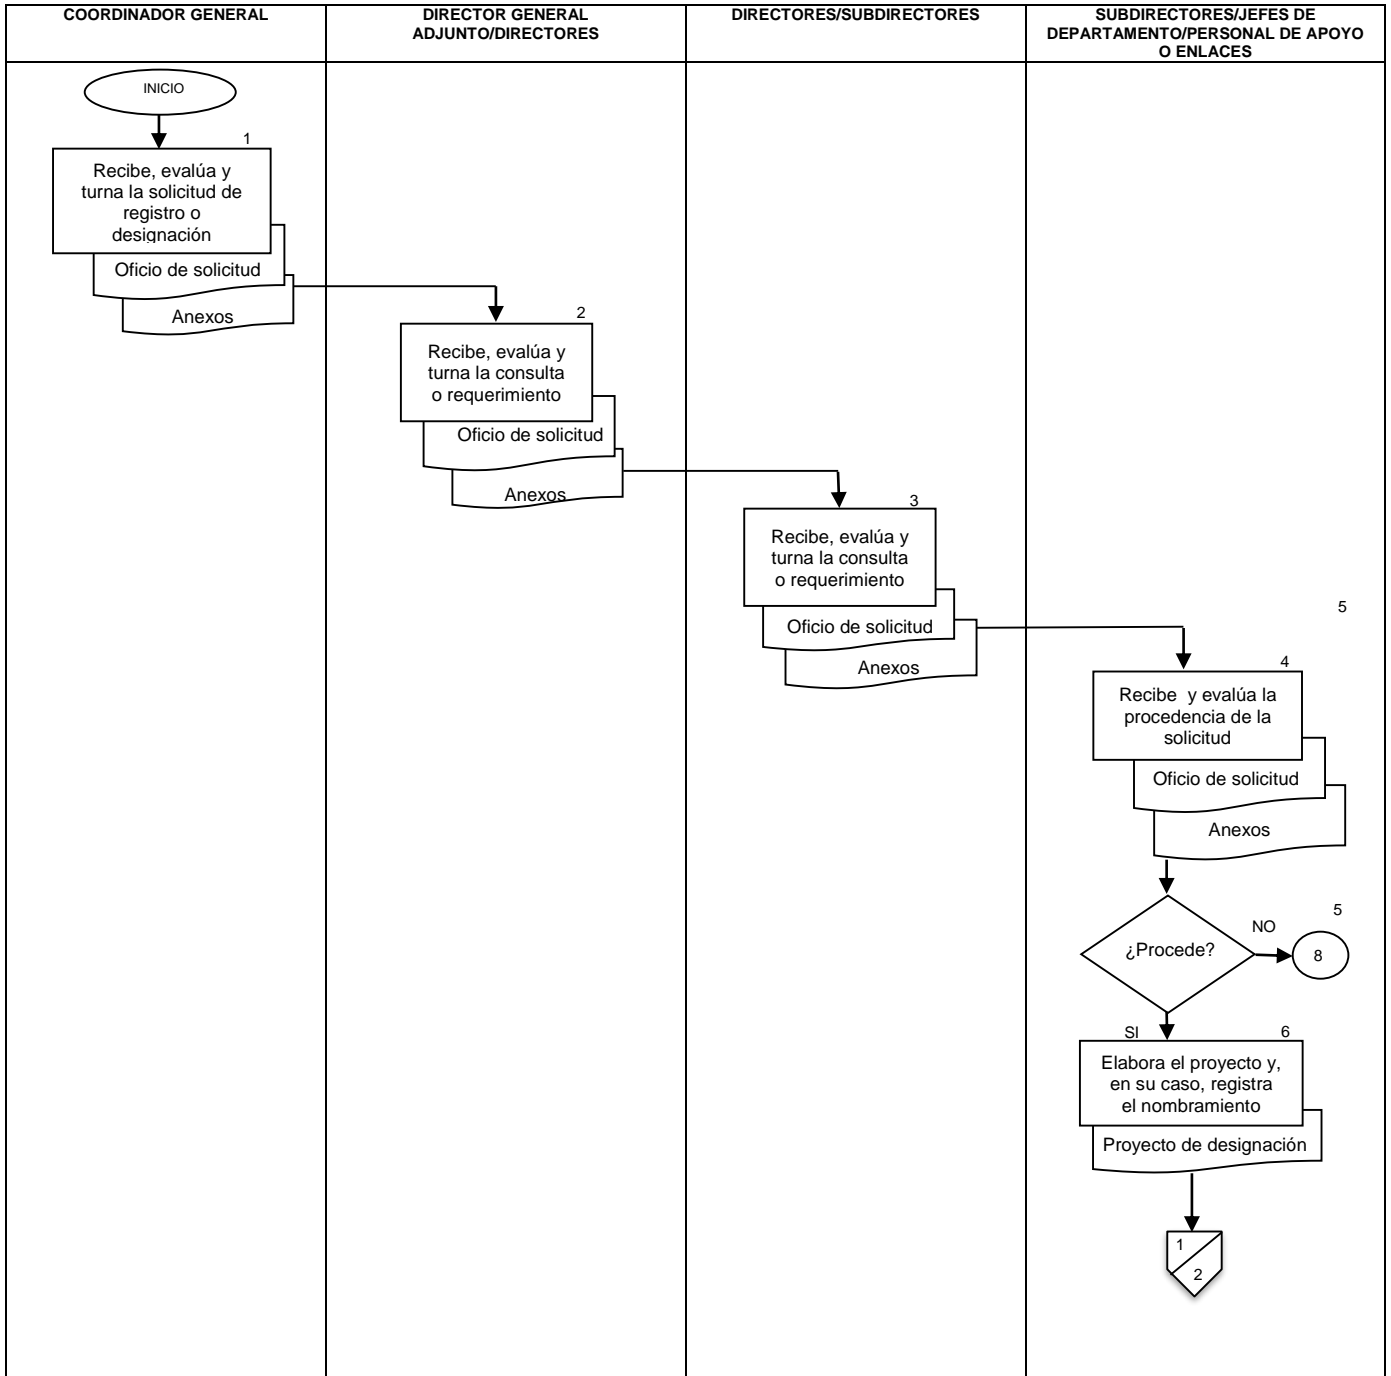 COORDINADOR GENERAL
DIRECTOR GENERAL
ADJUNTO/DIRECTORES
DIRECTORES/SUBDIRECTORES
SUBDIRECTORES/JEFES DE
DEPARTAMENTO/PERSONAL DE APOYO
O ENLACES
INICIO
1
Recibe, evalúa y
turna la solicitud de
registro o
designación
Oficio de solicitud
Anexos
2
Recibe, evalúa y
turna la consulta
o requerimiento
Oficio de solicitud
Anexos
3
Recibe, evalúa y
turna la consulta
o requerimiento
Oficio de solicitud
Anexos
5
4
Recibe y evalúa la
procedencia de la
solicitud
Oficio de solicitud
Anexos
5
NO
¿Procede?
8
SI
6
Elabora el proyecto y,
en su caso, registra
el nombramiento
Proyecto de designación
1
2